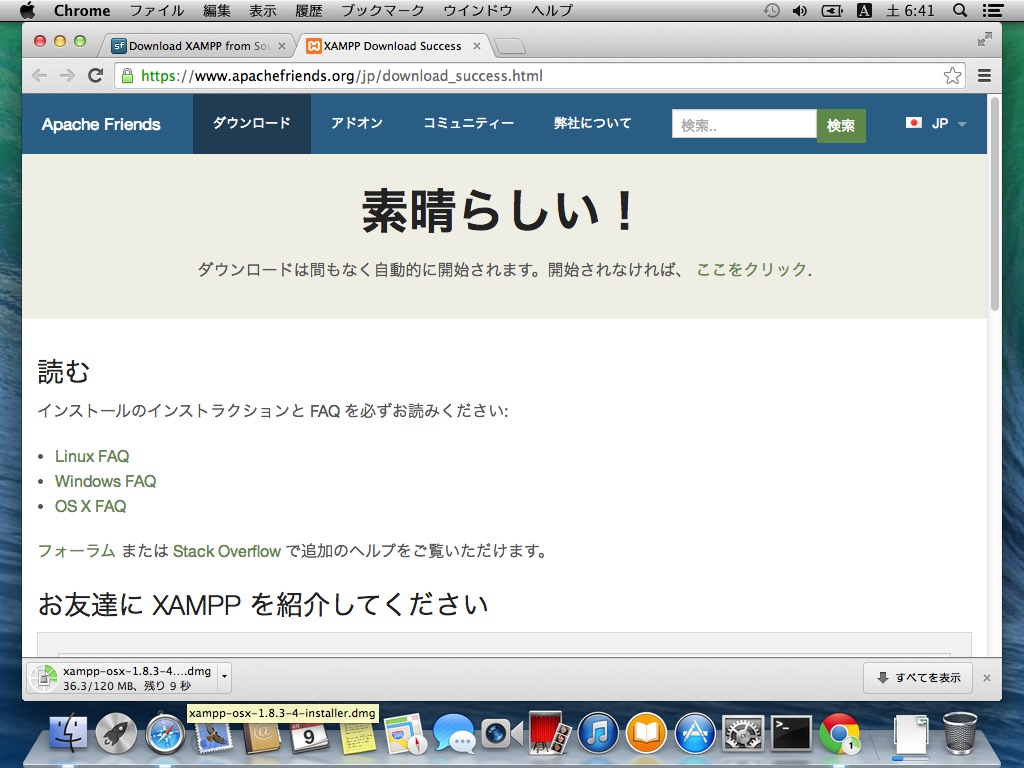 Chrome ファイル 編集 表示 履歴 ブックマーク ウインドウ ヘルプ A 土 6:41
sf Download XAMPP from Sou
XAMPP Download Success
https://www.apachefriends.org/jp/download_success.html
Apache Friends ダウンロード アドオン コミュニティー 弊社について 検索.. 検索 JP
素晴らしい！
ダウンロードは間もなく自動的に開始されます。開始されなければ、 ここをクリック.
読む
インストールのインストラクションと FAQ を必ずお読みください:
• Linux FAQ
• Windows FAQ
• OS X FAQ
フォーラム または Stack Overflow で追加のヘルプをご覧いただけます。
お友達に XAMPP を紹介してください
xampp-osx-1.8.3-4....dmg
36.3/120 MB、残り 9 秒
すべてを表示
xampp-osx-1.8.3-4-installer.dmg
9
1